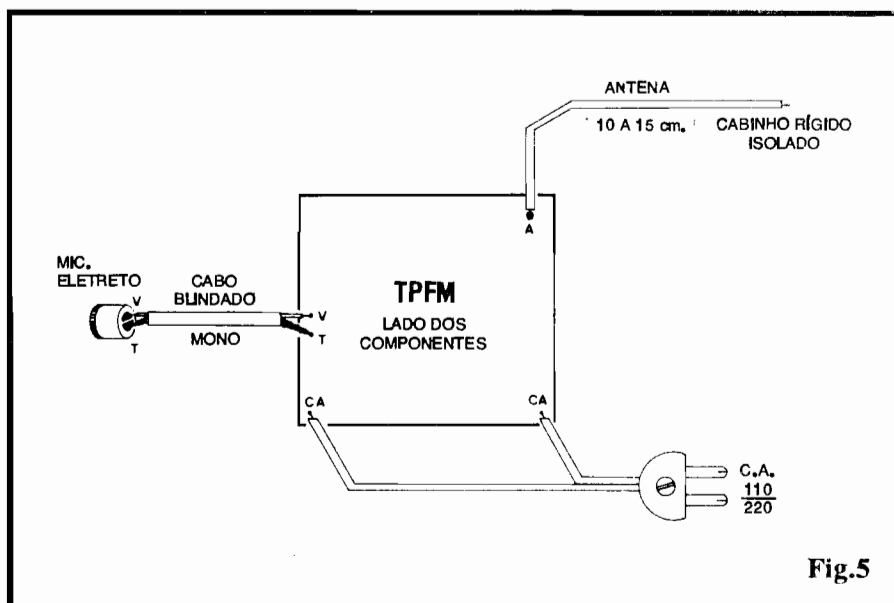 ANTENA
10 A 15 cm.
CABINHO RÍGIDO
ISOLADO
A
MIC.
ELETRETO
V
T
CABO
BLINDADO
MONO
V
T
TPFM
LADO DOS
COMPONENTES
CA
CA
C.A.
110
220
Fig.5